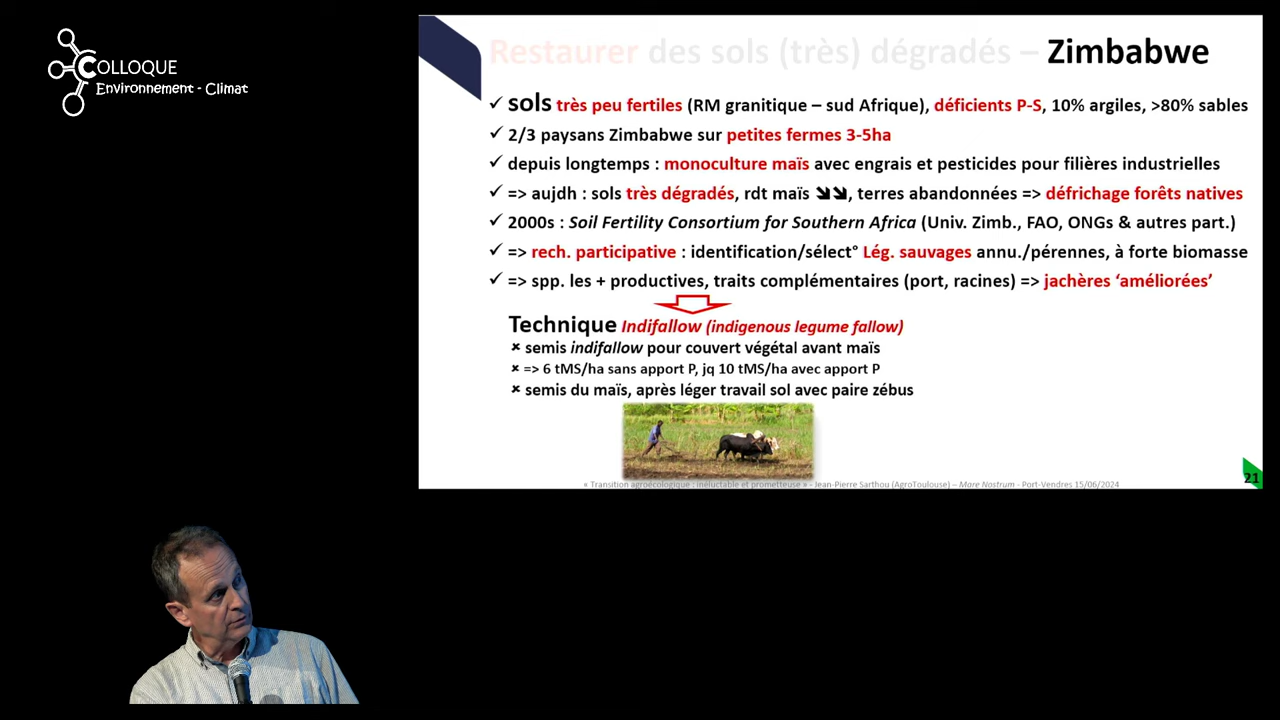 COLLOQUE
Environnement - Climat
Restaurer des sols (très) dégradés – Zimbabwe
✓ sols très peu fertiles (RM granitique – sud Afrique), déficients P-S, 10% argiles, >80% sables
✓ 2/3 paysans Zimbabwe sur petites fermes 3-5ha
✓ depuis longtemps : monoculture maïs avec engrais et pesticides pour filières industrielles
✓ => aujdh : sols très dégradés, rdt maïs ➘➘, terres abandonnées => défrichage forêts natives
✓ 2000s : Soil Fertility Consortium for Southern Africa (Univ. Zimb., FAO, ONGs & autres part.)
✓ => rech. participative : identification/sélect° Lég. sauvages annu./pérennes, à forte biomasse
✓ => spp. les + productives, traits complémentaires (port, racines) => jachères ‘améliorées’
Technique Indifallow (indigenous legume fallow)
× semis indifallow pour couvert végétal avant maïs
× => 6 tMS/ha sans apport P, jq 10 tMS/ha avec apport P
× semis du maïs, après léger travail sol avec paire zébus
« Transition agroécologique : inéluctable et prometteuse » - Jean-Pierre Sarthou (AgroToulouse) – Mare Nostrum - Port-Vendres 15/06/2024
21